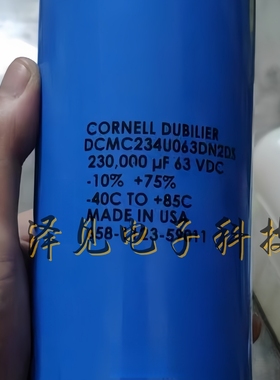 CORNELL DUBILIER
DCMC234U063DN2DS
230,000 µF 63 VDC
-10% +75%
-40C TO +85C
泽见电子科技
MADE IN USA